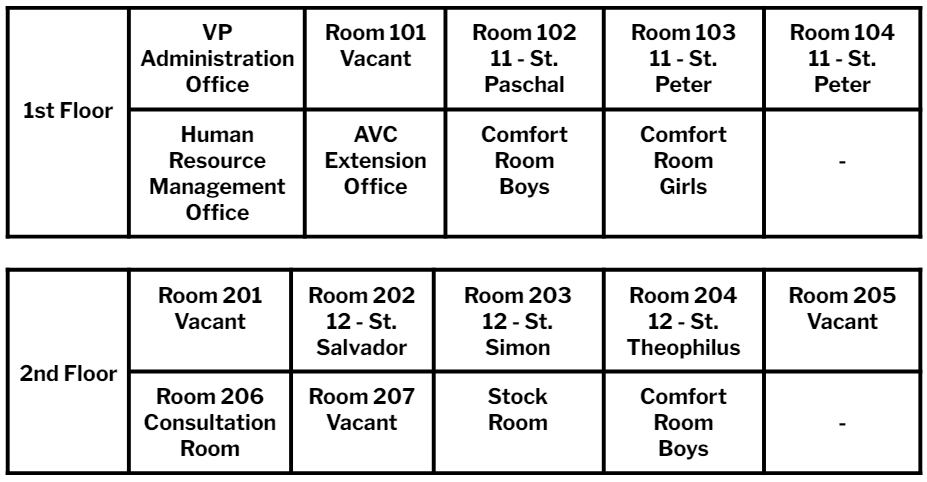 1st Floor
VP
Administration
Office
Room 101
Vacant
Room 102
11 - St.
Paschal
Room 103
11 - St.
Peter
Room 104
11 - St.
Peter
Human
Resource
Management
Office
AVC
Extension
Office
Comfort
Room
Boys
Comfort
Room
Girls
-
2nd Floor
Room 201
Vacant
Room 202
12 - St.
Salvador
Room 203
12 - St.
Simon
Room 204
12 - St.
Theophilus
Room 205
Vacant
Room 206
Consultation
Room
Room 207
Vacant
Stock
Room
Comfort
Room
Boys
-